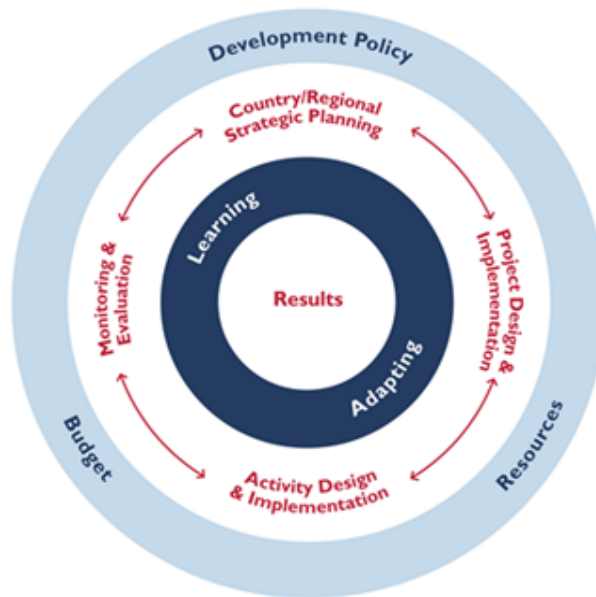 Development Policy
Country/Regional
Strategic Planning
Learning
Monitoring &
Evaluation
Results
Project Design &
Implementation
Adapting
Budget
Resources
Activity Design
& Implementation